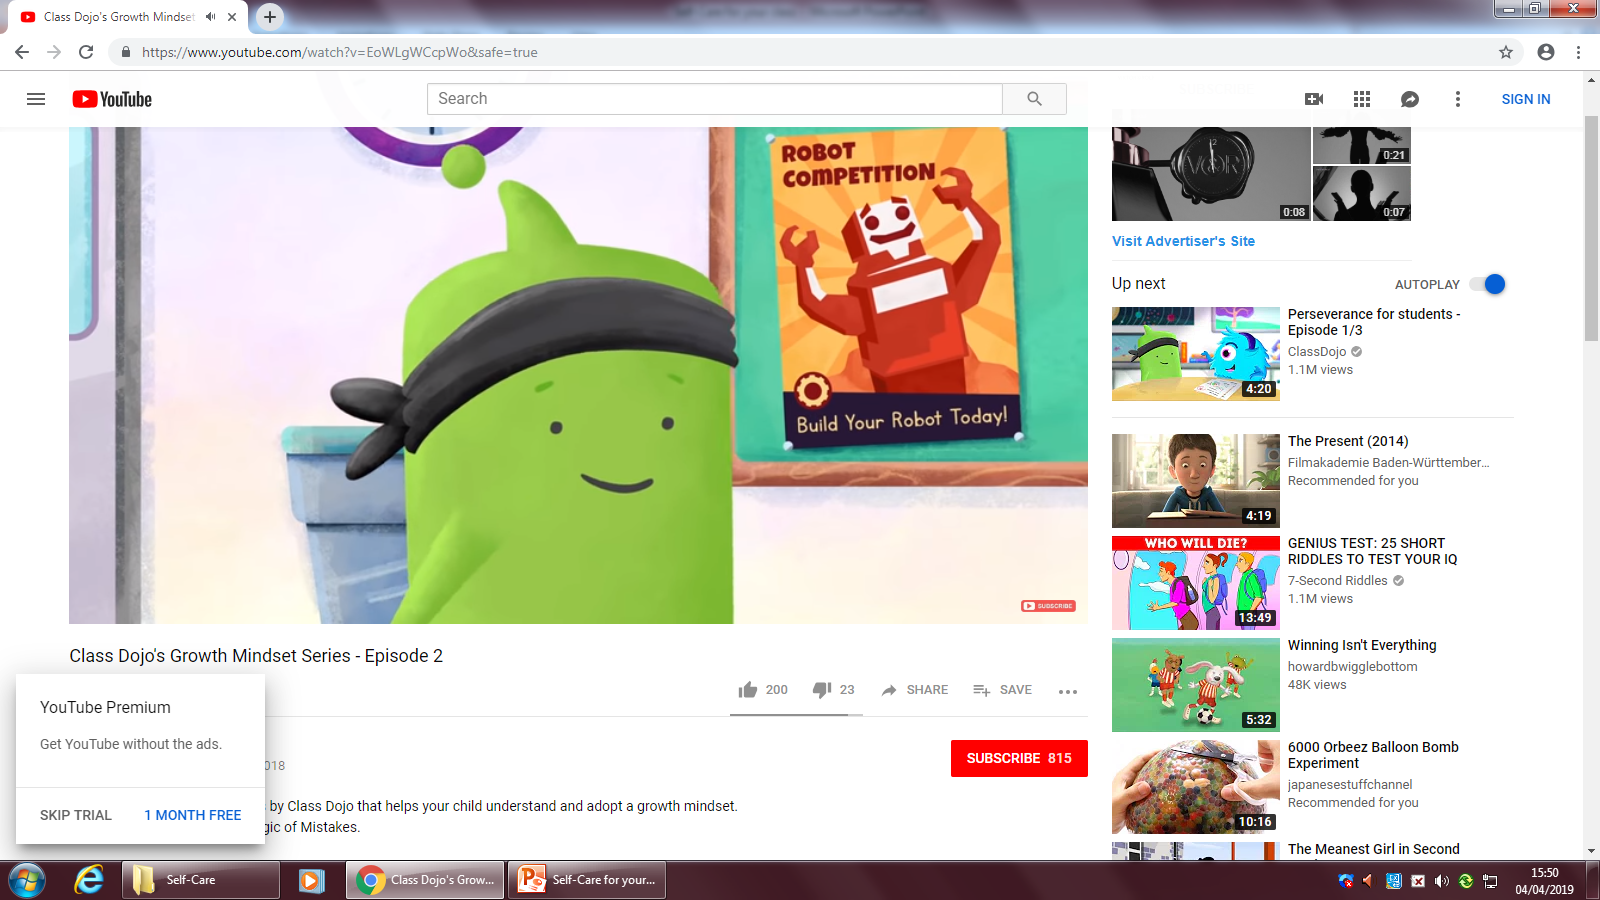 Class Dojo's Growth Mindset
https://www.youtube.com/watch?v=EoWLgWCcpWo&safe=true
YouTube
Search
SIGN IN
ROBOT
COMPETITION
Build Your Robot Today!
SUBSCRIBE
12
0:08
0:21
0:07
Visit Advertiser's Site
Up next
AUTOPLAY
4:20
Perseverance for students -
Episode 1/3
ClassDojo
1.1M views
4:19
The Present (2014)
Filmakademie Baden-Württember...
Recommended for you
WHO WILL DIE?
13:49
GENIUS TEST: 25 SHORT
RIDDLES TO TEST YOUR IQ
7-Second Riddles
1.1M views
5:32
Winning Isn't Everything
howardbwigglebottom
48K views
10:16
6000 Orbeez Balloon Bomb
Experiment
japanesestuffchannel
Recommended for you
The Meanest Girl in Second
Class Dojo's Growth Mindset Series - Episode 2
200
23
SHARE
SAVE
SUBSCRIBE 815
018
by Class Dojo that helps your child understand and adopt a growth mindset.
gic of Mistakes.
YouTube Premium
Get YouTube without the ads.
SKIP TRIAL
1 MONTH FREE
Self-Care
Class Dojo's Grow...
Self-Care for your...
15:50
04/04/2019